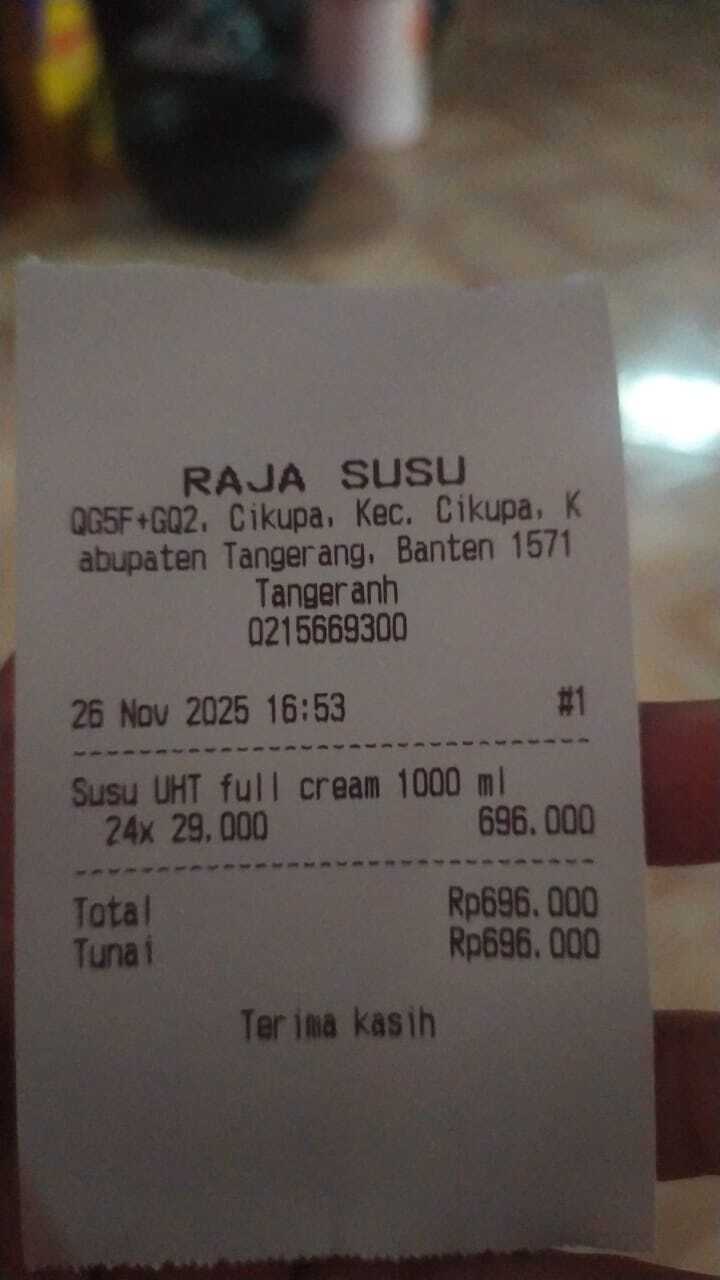 RAJA SUSU
QG5F+GQ2, Cikupa, Kec. Cikupa, K
abupaten Tangerang, Banten 1571
Tangeranh
0215669300
26 Nov 2025 16:53 #1
Susu UHT full cream 1000 ml
24x 29.000 696.000
Total Rp696.000
Tunai Rp696.000
Terima kasih